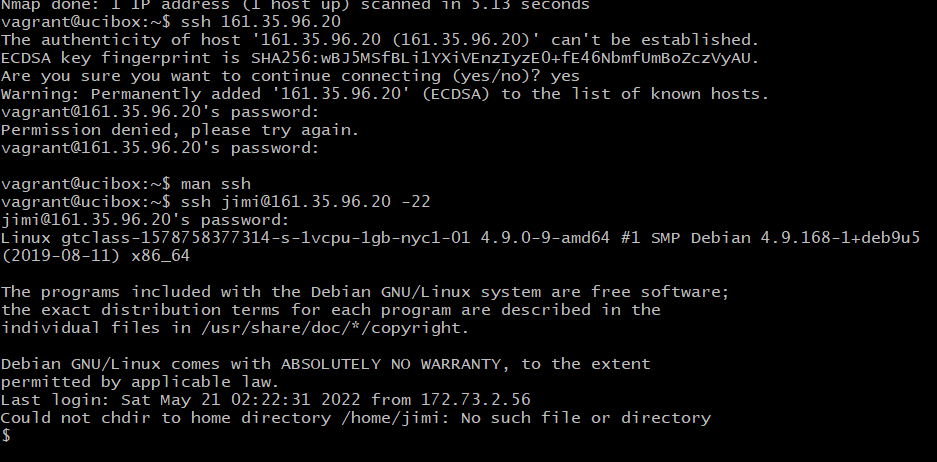 Nmap done: 1 IP address (1 host up) scanned in 5.13 seconds
vagrant@ucibox:~$ ssh 161.35.96.20
The authenticity of host '161.35.96.20 (161.35.96.20)' can't be established.
ECDSA key fingerprint is SHA256:wBJ5MSfBLi1YXiVEnzIyzEO+fE46NbmfUmBoZczVyAU.
Are you sure you want to continue connecting (yes/no)? yes
Warning: Permanently added '161.35.96.20' (ECDSA) to the list of known hosts.
vagrant@161.35.96.20's password:
Permission denied, please try again.
vagrant@161.35.96.20's password:
vagrant@ucibox:~$ man ssh
vagrant@ucibox:~$ ssh jimi@161.35.96.20 -22
jimi@161.35.96.20's password:
Linux gtclass-1578758377314-s-1vcpu-1gb-nyc1-01 4.9.0-9-amd64 #1 SMP Debian 4.9.168-1+deb9u5
(2019-08-11) x86_64
The programs included with the Debian GNU/Linux system are free software;
the exact distribution terms for each program are described in the
individual files in /usr/share/doc/*/copyright.
Debian GNU/Linux comes with ABSOLUTELY NO WARRANTY, to the extent
permitted by applicable law.
Last login: Sat May 21 02:22:31 2022 from 172.73.2.56
Could not chdir to home directory /home/jimi: No such file or directory
$